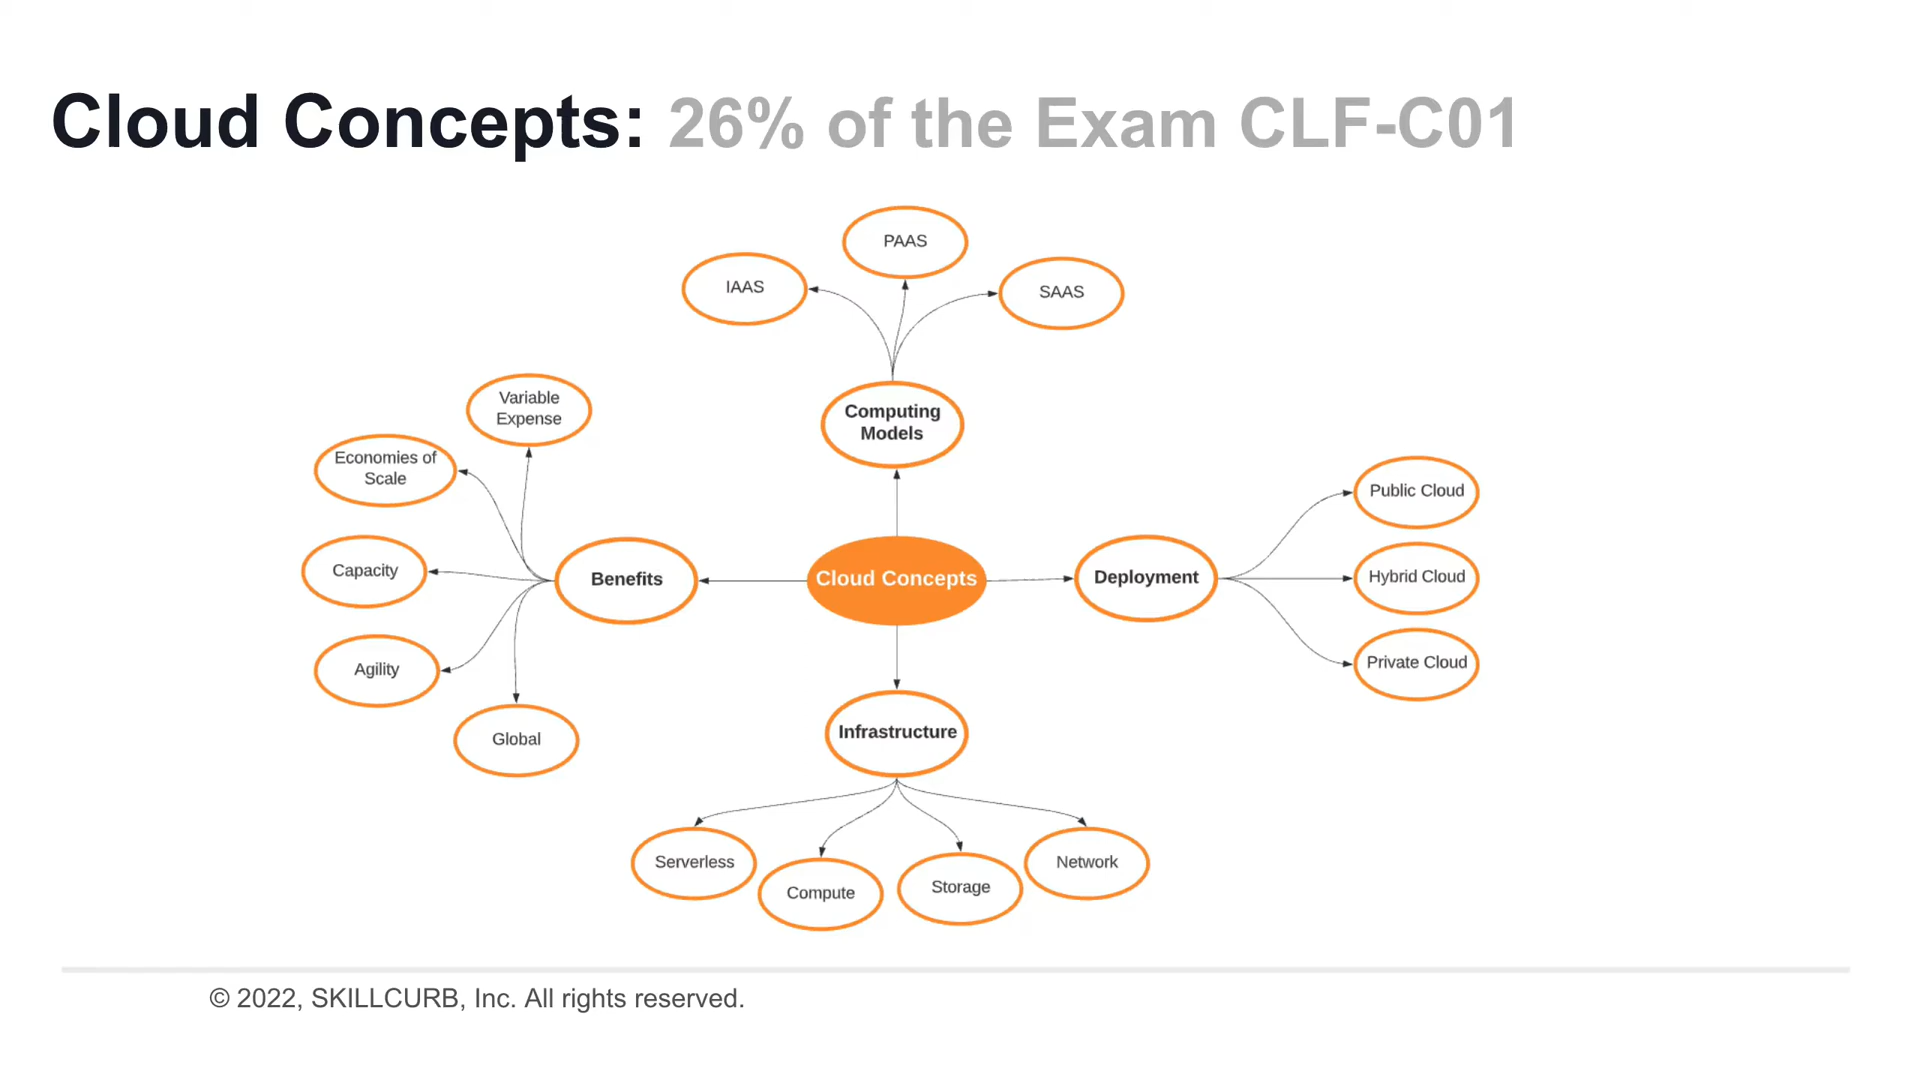 Cloud Concepts: 26% of the Exam CLF-C01
PAAS
IAAS
SAAS
Computing
Models
Variable
Expense
Economies of
Scale
Capacity
Agility
Global
Benefits
Cloud Concepts
Deployment
Public Cloud
Hybrid Cloud
Private Cloud
Infrastructure
Serverless
Compute
Storage
Network
© 2022, SKILLCURB, Inc. All rights reserved.